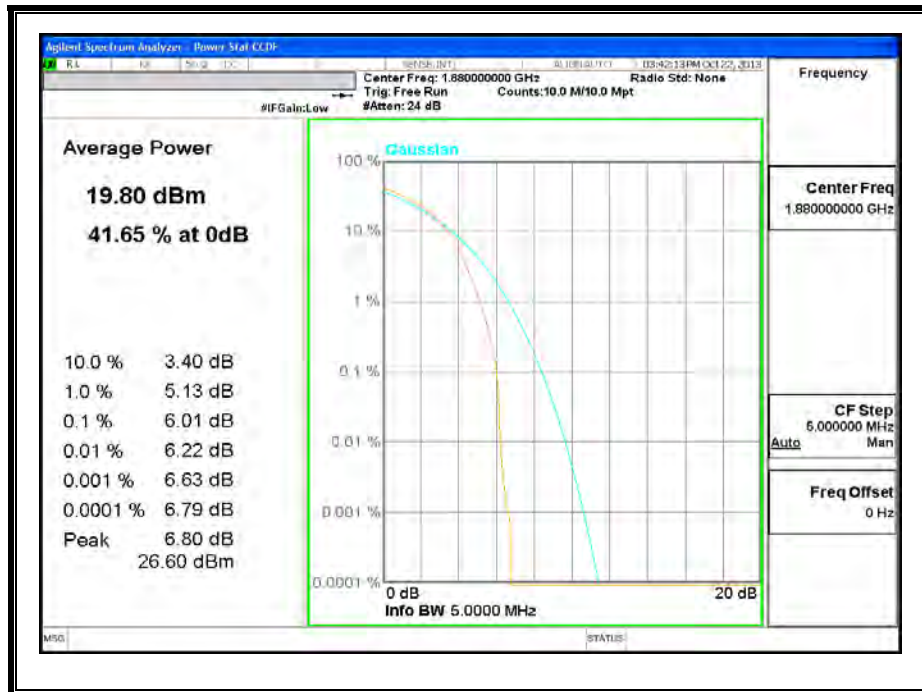 Agilent Spectrum Analyzer - Power Stat CCDF
RL 50 Ω DC SENSE:INT ALIGN AUTO 03:42:13 PM Oct 22, 2013
Center Freq: 1.880000000 GHz Radio Std: None
Trig: Free Run Counts:10.0 M/10.0 Mpt
#IFGain:Low #Atten: 24 dB
Frequency
Average Power
19.80 dBm
41.65 % at 0dB
10.0 % 3.40 dB
1.0 % 5.13 dB
0.1 % 6.01 dB
0.01 % 6.22 dB
0.001 % 6.63 dB
0.0001 % 6.79 dB
Peak 6.80 dB
26.60 dBm
Gaussian
100 %
10 %
1 %
0.1 %
0.01 %
0.001 %
0.0001 %
0 dB 20 dB
Info BW 5.0000 MHz
Center Freq
1.880000000 GHz
CF Step
5.000000 MHz
Auto Man
Freq Offset
0 Hz
MSG STATUS